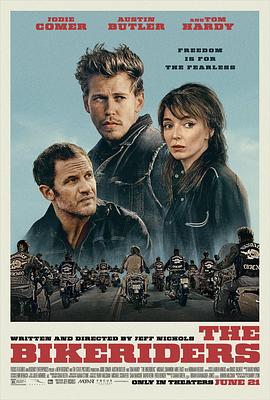 JODIE COMER
AUSTIN BUTLER
AND TOM HARDY
FREEDOM IS
FOR THE FEARLESS
THE
BIKERIDERS
WRITTEN AND DIRECTED BY JEFF NICHOLS
ONLY IN THEATERS JUNE 21